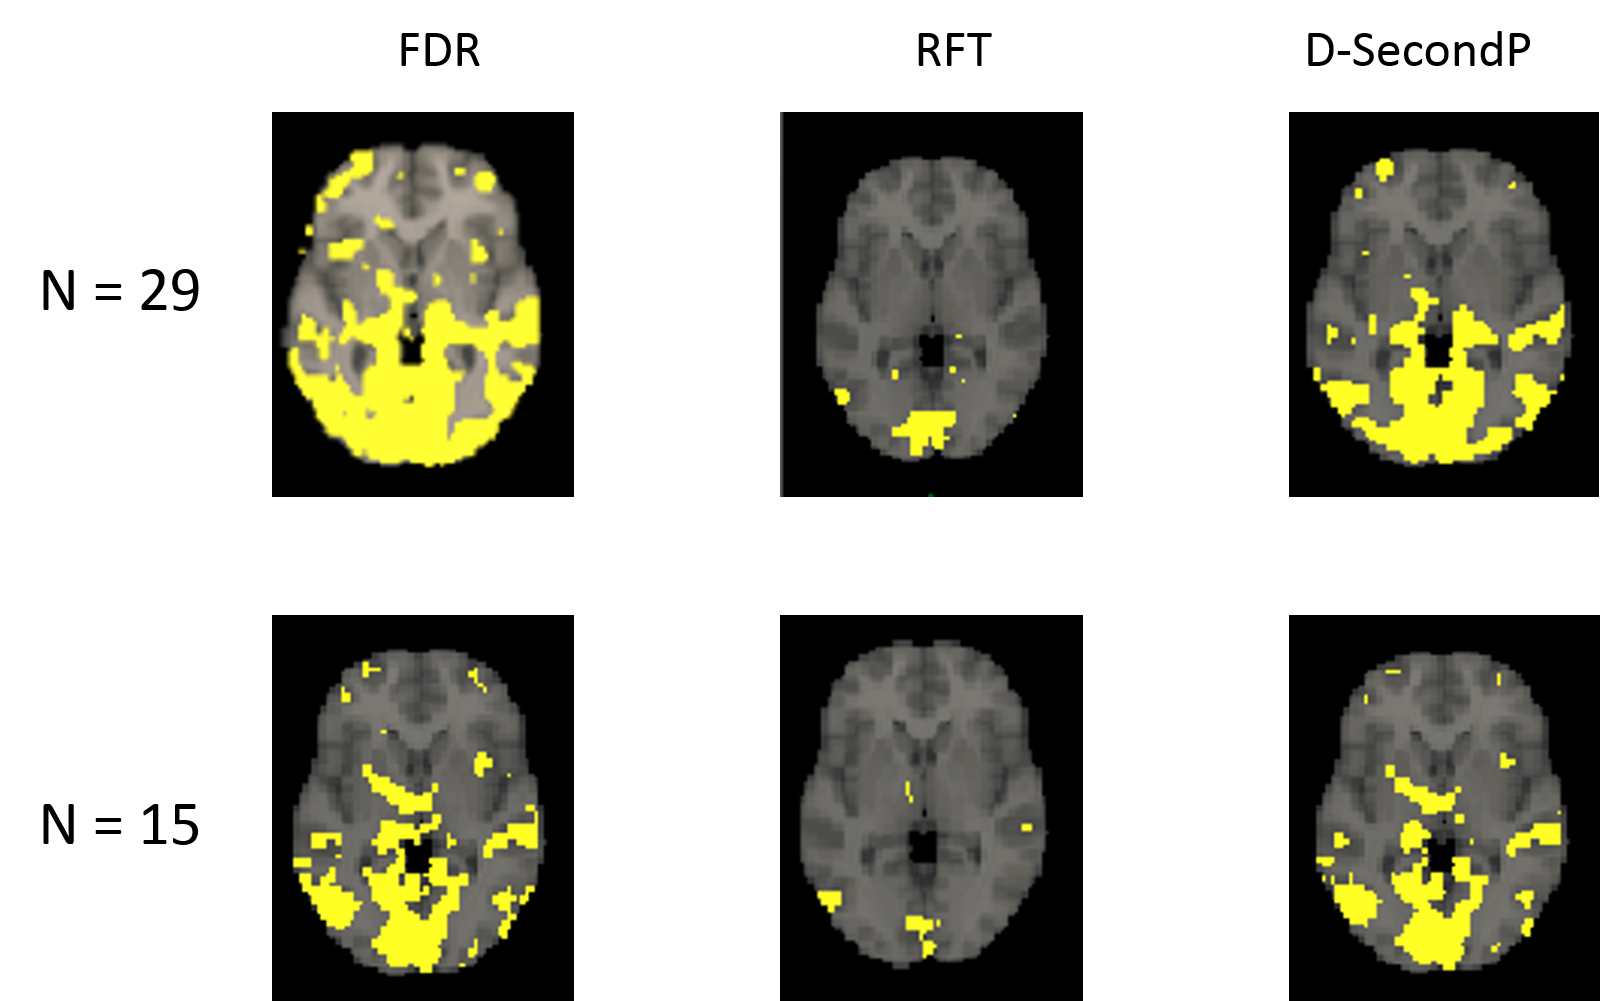 FDR RFT D-SecondP
N = 29
N = 15